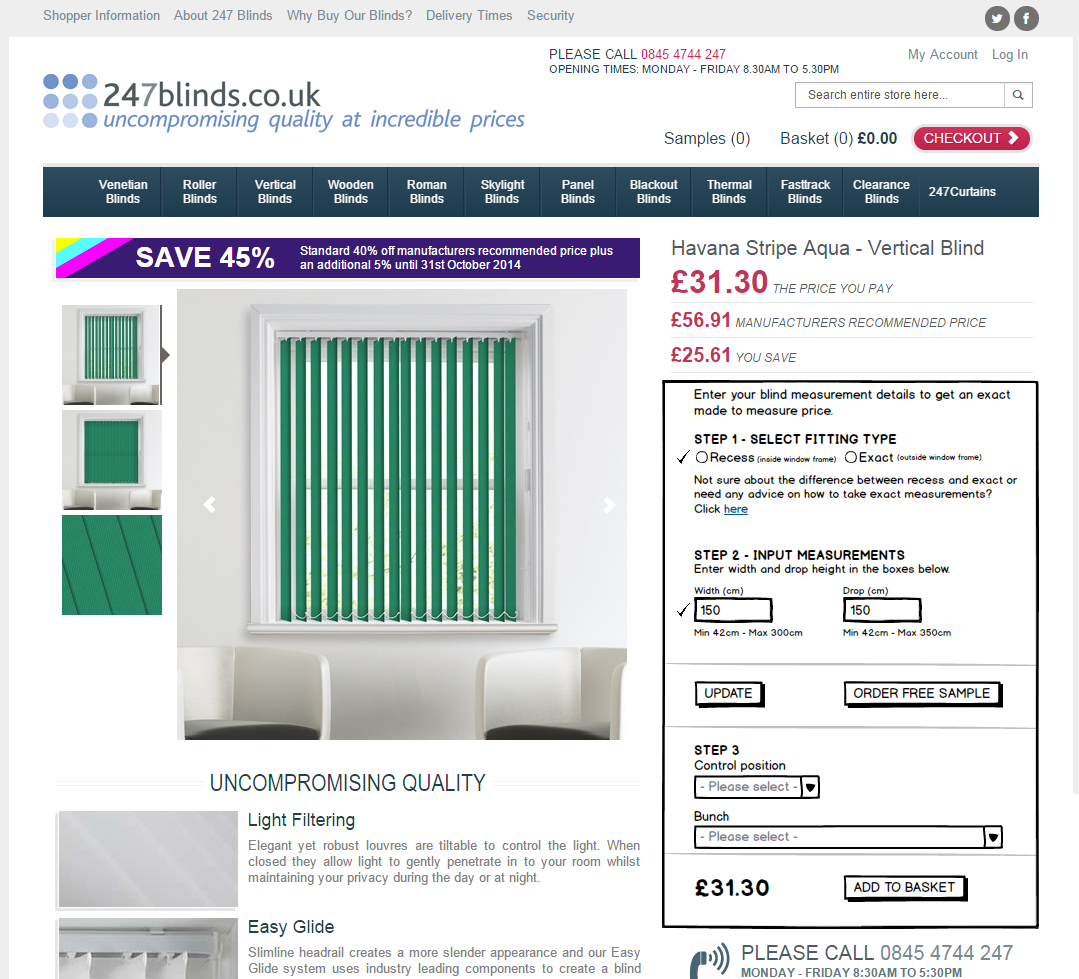 Shopper Information About 247 Blinds Why Buy Our Blinds? Delivery Times Security
PLEASE CALL 0845 4744 247
OPENING TIMES: MONDAY - FRIDAY 8.30AM TO 5.30PM
My Account Log In
247blinds.co.uk
uncompromising quality at incredible prices
Search entire store here...
Samples (0) Basket (0) £0.00 CHECKOUT
Venetian Blinds
Roller Blinds
Vertical Blinds
Wooden Blinds
Roman Blinds
Skylight Blinds
Panel Blinds
Blackout Blinds
Thermal Blinds
Fasttrack Blinds
Clearance Blinds
247Curtains
SAVE 45%
Standard 40% off manufacturers recommended price plus
an additional 5% until 31st October 2014
Havana Stripe Aqua - Vertical Blind
£31.30 THE PRICE YOU PAY
£56.91 MANUFACTURERS RECOMMENDED PRICE
£25.61 YOU SAVE
Enter your blind measurement details to get an exact
made to measure price.
STEP 1 - SELECT FITTING TYPE
Recess (inside window frame) Exact (outside window frame)
Not sure about the difference between recess and exact or
need any advice on how to take exact measurements?
Click here
STEP 2 - INPUT MEASUREMENTS
Enter width and drop height in the boxes below.
Width (cm) Drop (cm)
150 150
Min 42cm - Max 300cm Min 42cm - Max 350cm
UPDATE ORDER FREE SAMPLE
STEP 3
Control position
- Please select -
Bunch
- Please select -
£31.30 ADD TO BASKET
PLEASE CALL 0845 4744 247
MONDAY - FRIDAY 8:30AM TO 5:30PM
UNCOMPROMISING QUALITY
Light Filtering
Elegant yet robust louvres are tiltable to control the light. When
closed they allow light to gently penetrate in to your room whilst
maintaining your privacy during the day or at night.
Easy Glide
Slimline headrail creates a more slender appearance and our Easy
Glide system uses industry leading components to create a blind